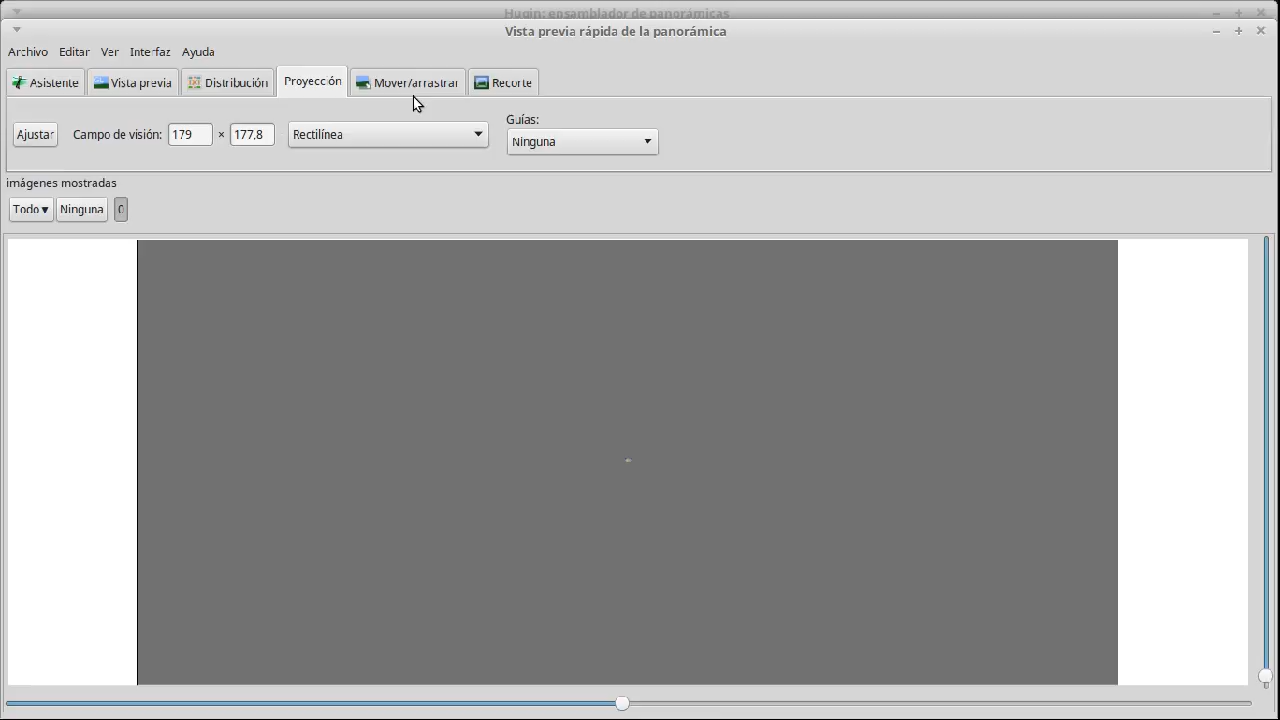 Hugin: ensamblador de panorámicas
Vista previa rápida de la panorámica
Archivo Editar Ver Interfaz Ayuda
Asistente Vista previa Distribución Proyección Mover/arrastrar Recorte
Guías:
Ajustar Campo de visión: 179 × 177,8 Rectilínea Ninguna
imágenes mostradas
Todo Ninguna 0